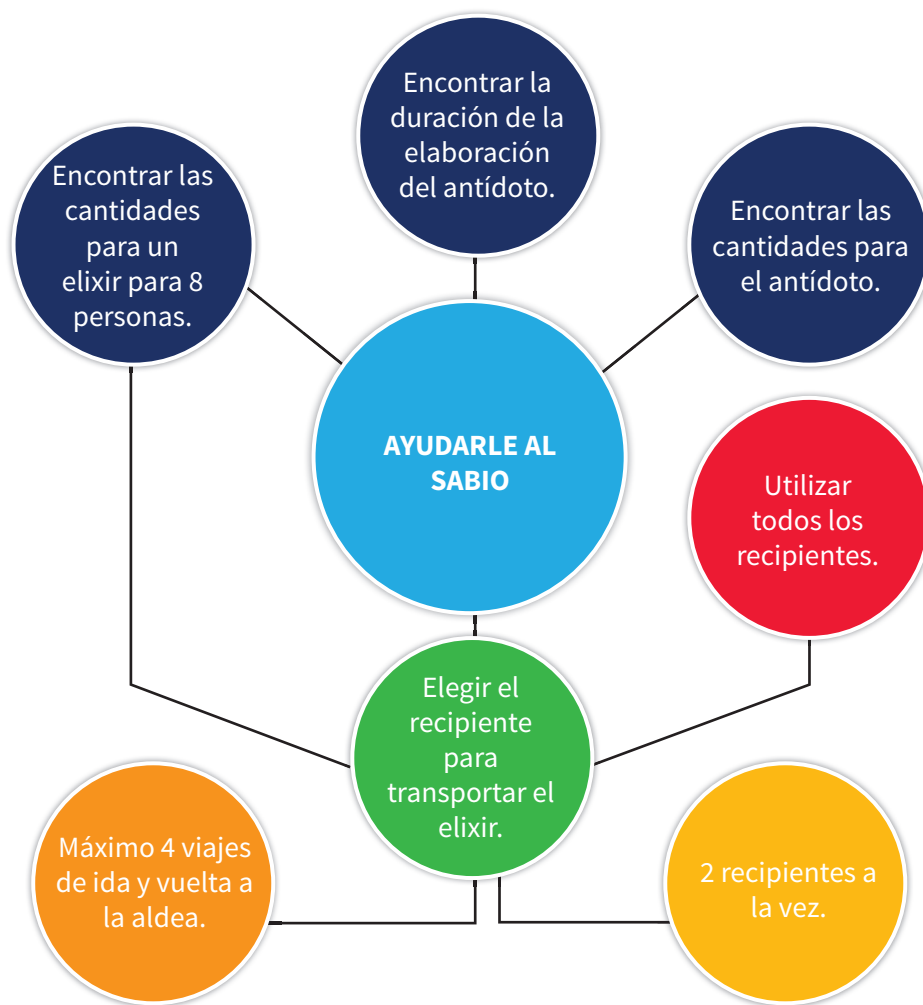 Encontrar la
duración de la
elaboración
del antídoto.
Encontrar las
cantidades
para un
elixir para 8
personas.
Encontrar las
cantidades para
el antídoto.
AYUDARLE AL
SABIO
Utilizar
todos los
recipientes.
Elegir el
recipiente
para
transportar el
elixir.
Máximo 4 viajes
de ida y vuelta a
la aldea.
2 recipientes a
la vez.